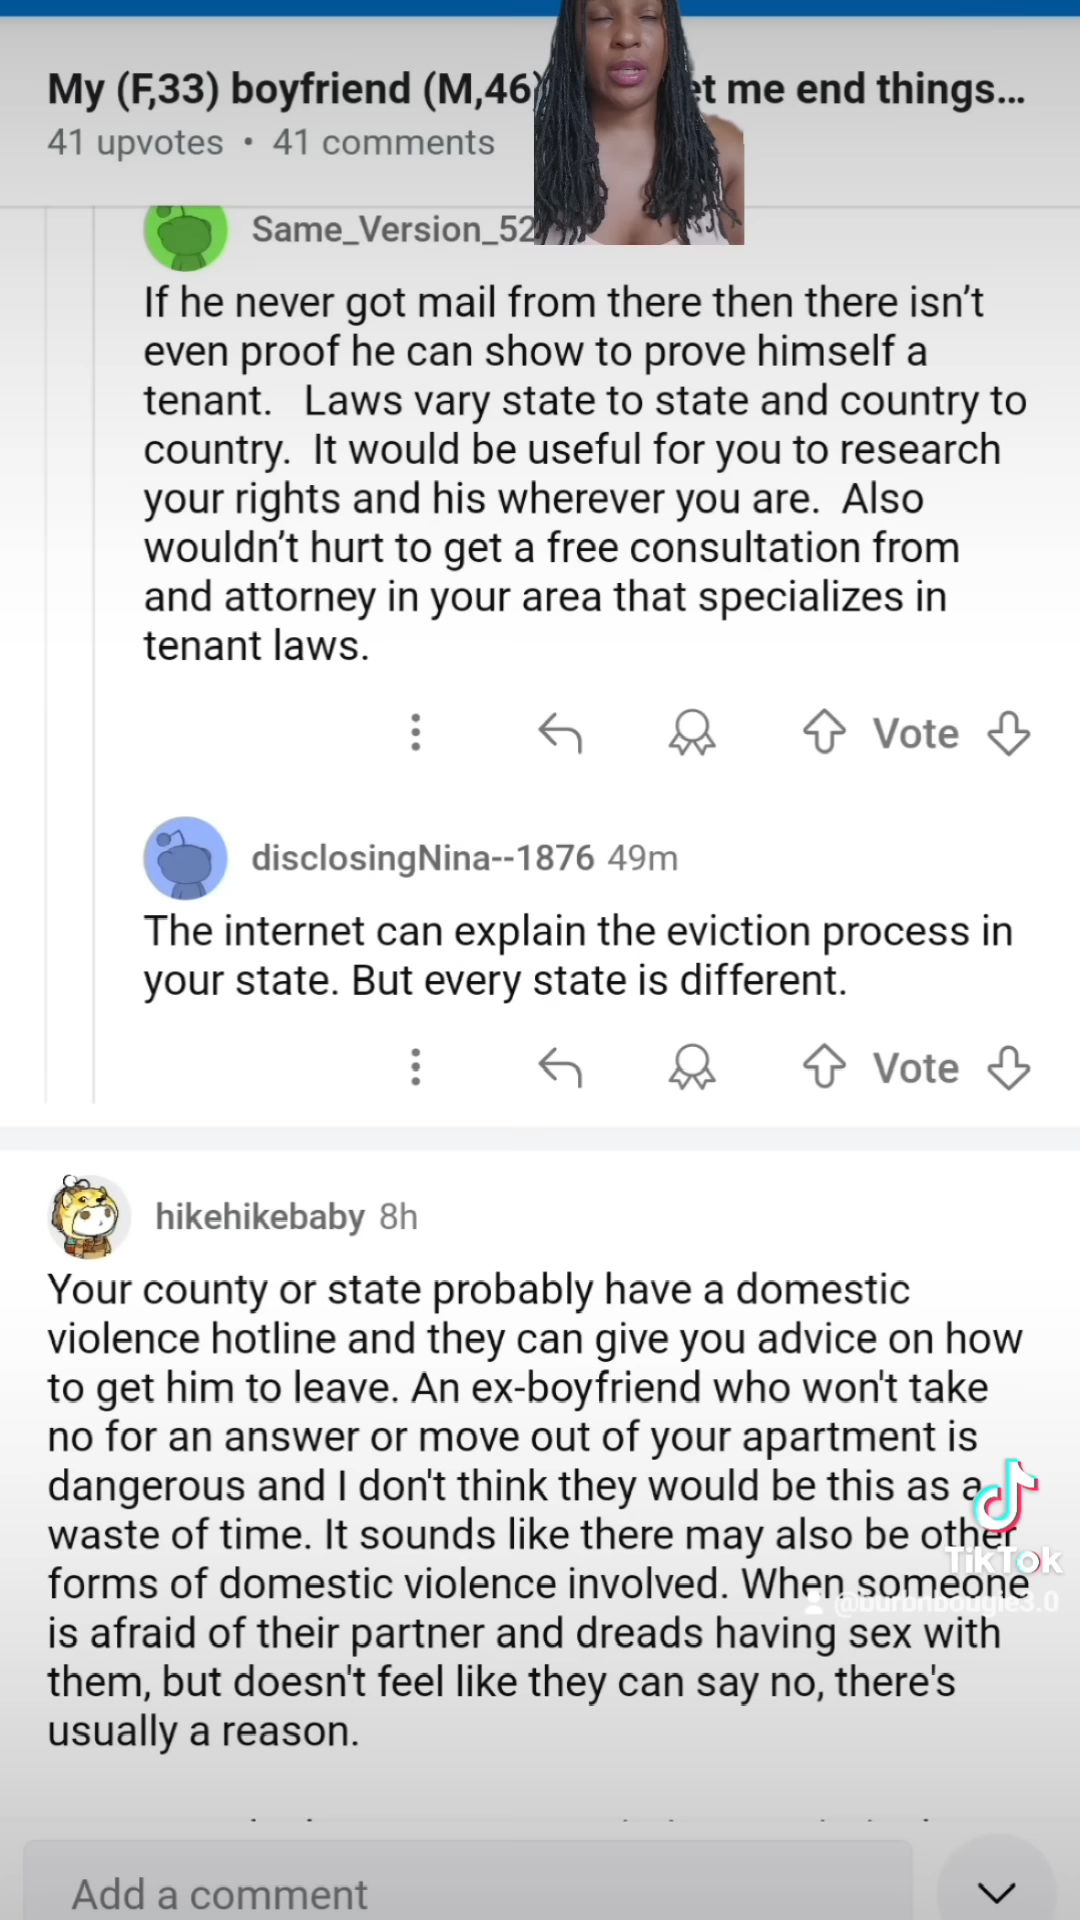 My (F,33) boyfriend (M,46) et me end things...
41 upvotes • 41 comments
Same_Version_52
If he never got mail from there then there isn’t
even proof he can show to prove himself a
tenant. Laws vary state to state and country to
country. It would be useful for you to research
your rights and his wherever you are. Also
wouldn’t hurt to get a free consultation from
and attorney in your area that specializes in
tenant laws.
Vote
disclosingNina--1876 49m
The internet can explain the eviction process in
your state. But every state is different.
Vote
hikehikebaby 8h
Your county or state probably have a domestic
violence hotline and they can give you advice on how
to get him to leave. An ex-boyfriend who won't take
no for an answer or move out of your apartment is
dangerous and I don't think they would be this as a
waste of time. It sounds like there may also be other
forms of domestic violence involved. When someone
is afraid of their partner and dreads having sex with
them, but doesn't feel like they can say no, there's
usually a reason.
TikTok
@burbnbougie3.0
Add a comment